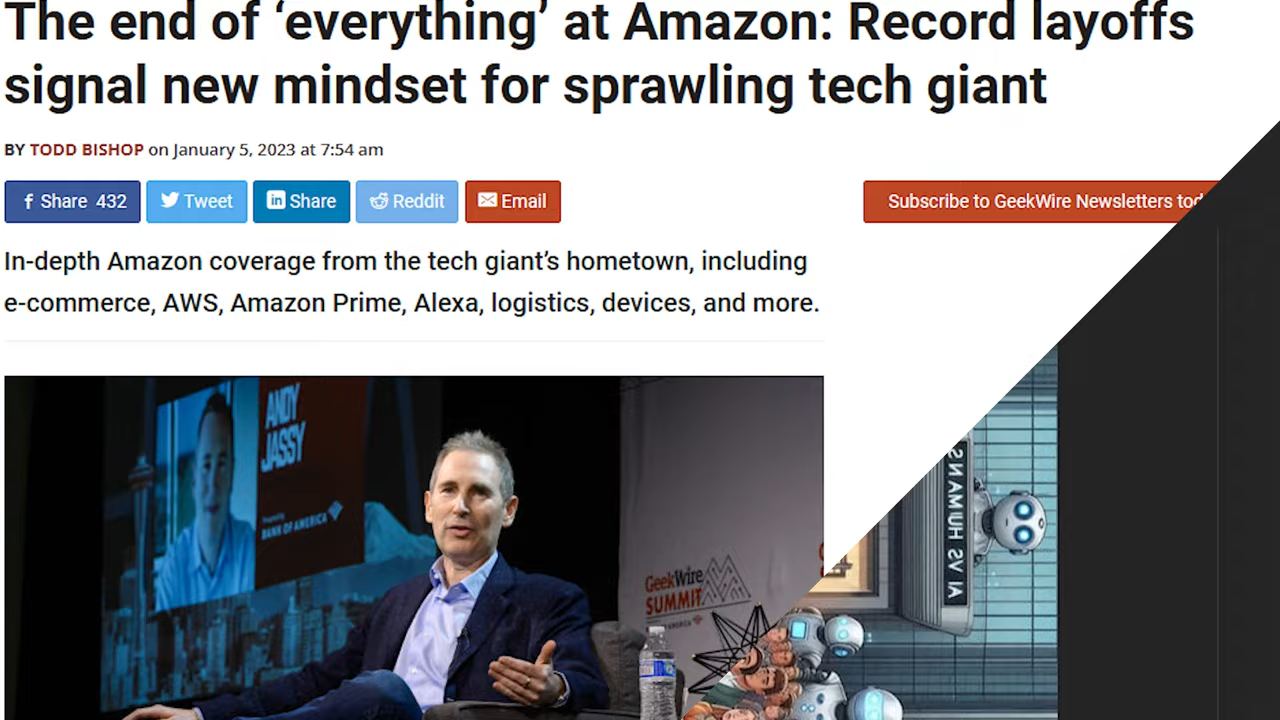 The end of ‘everything’ at Amazon: Record layoffs
signal new mindset for sprawling tech giant
BY TODD BISHOP on January 5, 2023 at 7:54 am
Share 432
Tweet
Share
Reddit
Email
Subscribe to GeekWire Newsletters
In-depth Amazon coverage from the tech giant’s hometown, including
e-commerce, AWS, Amazon Prime, Alexa, logistics, devices, and more.
ANDY
JASSY
BANK OF AMERICA
GeekWire
SUMMIT
AI VS HUMANS